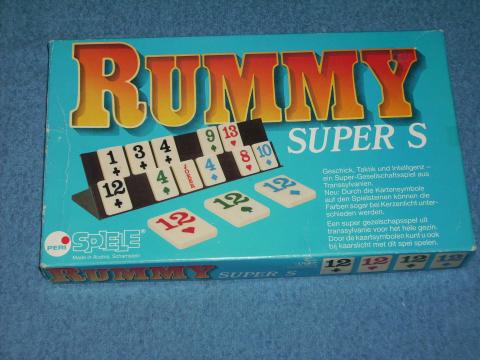 RUMMY
SUPER S
1 3 4 9 13
12 4 JOKER 4 8 10
12 12 12
Geschick, Taktik und Intelligenz –
ein Super-Gesellschaftsspiel aus
Transsylvanien.
Neu: Durch die Kartensymbole
auf den Spielsteinen können die
Farben sogar bei Kerzenlicht unter-
schieden werden.
Een super gezelschapsspel uit
transsylvanie voor het hele gezin.
Door de kaartsymbolen kunt u ook
bij kaarslicht met dit spel spelen.
PERI SPIELE
Made in Austria,
RUMMY SUPER S 12 12 12 12